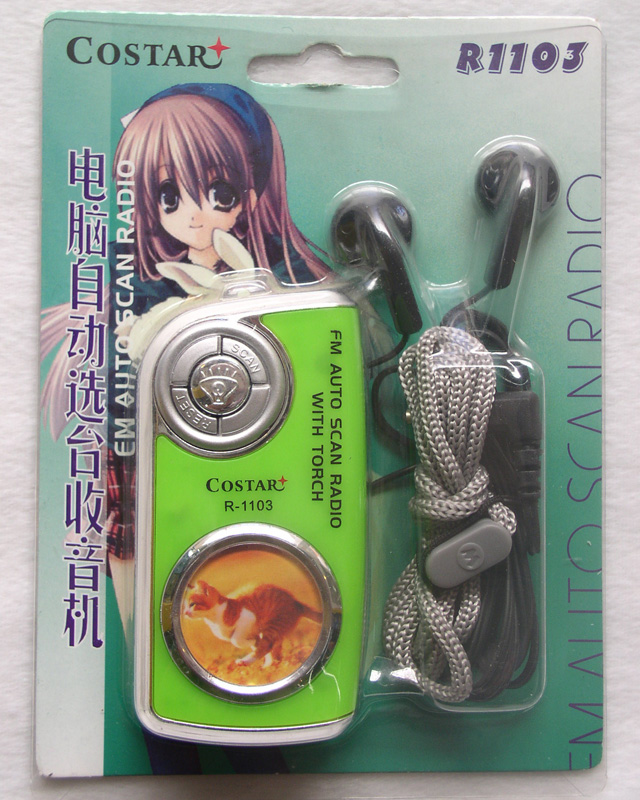 COSTAR
R1103
电脑自动选台收音机
FM AUTO SCAN RADIO
SCAN
RESET
FM AUTO SCAN RADIO
WITH TORCH
COSTAR
R-1103
FM AUTO SCAN RADIO